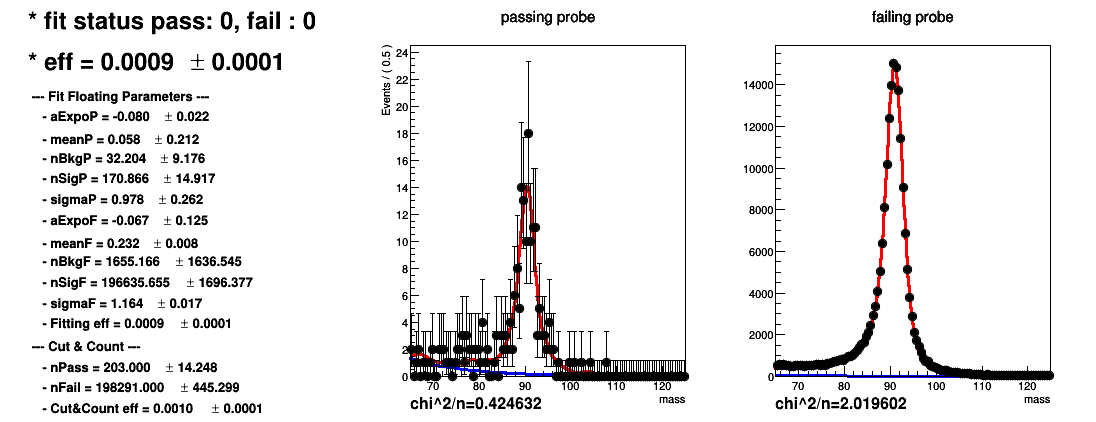 * fit status pass: 0, fail : 0
* eff = 0.0009 ± 0.0001
--- Fit Floating Parameters ---
- aExpoP = -0.080 ± 0.022
- meanP = 0.058 ± 0.212
- nBkgP = 32.204 ± 9.176
- nSigP = 170.866 ± 14.917
- sigmaP = 0.978 ± 0.262
- aExpoF = -0.067 ± 0.125
- meanF = 0.232 ± 0.008
- nBkgF = 1655.166 ± 1636.545
- nSigF = 196635.655 ± 1696.377
- sigmaF = 1.164 ± 0.017
- Fitting eff = 0.0009 ± 0.0001
--- Cut & Count ---
- nPass = 203.000 ± 14.248
- nFail = 198291.000 ± 445.299
- Cut&Count eff = 0.0010 ± 0.0001
passing probe
Events / ( 0.5 )
24
22
20
18
16
14
12
10
8
6
4
2
0
70 80 90 100 110 120
mass
chi^2/n=0.424632
failing probe
14000
12000
10000
8000
6000
4000
2000
0
70 80 90 100 110 120
mass
chi^2/n=2.019602